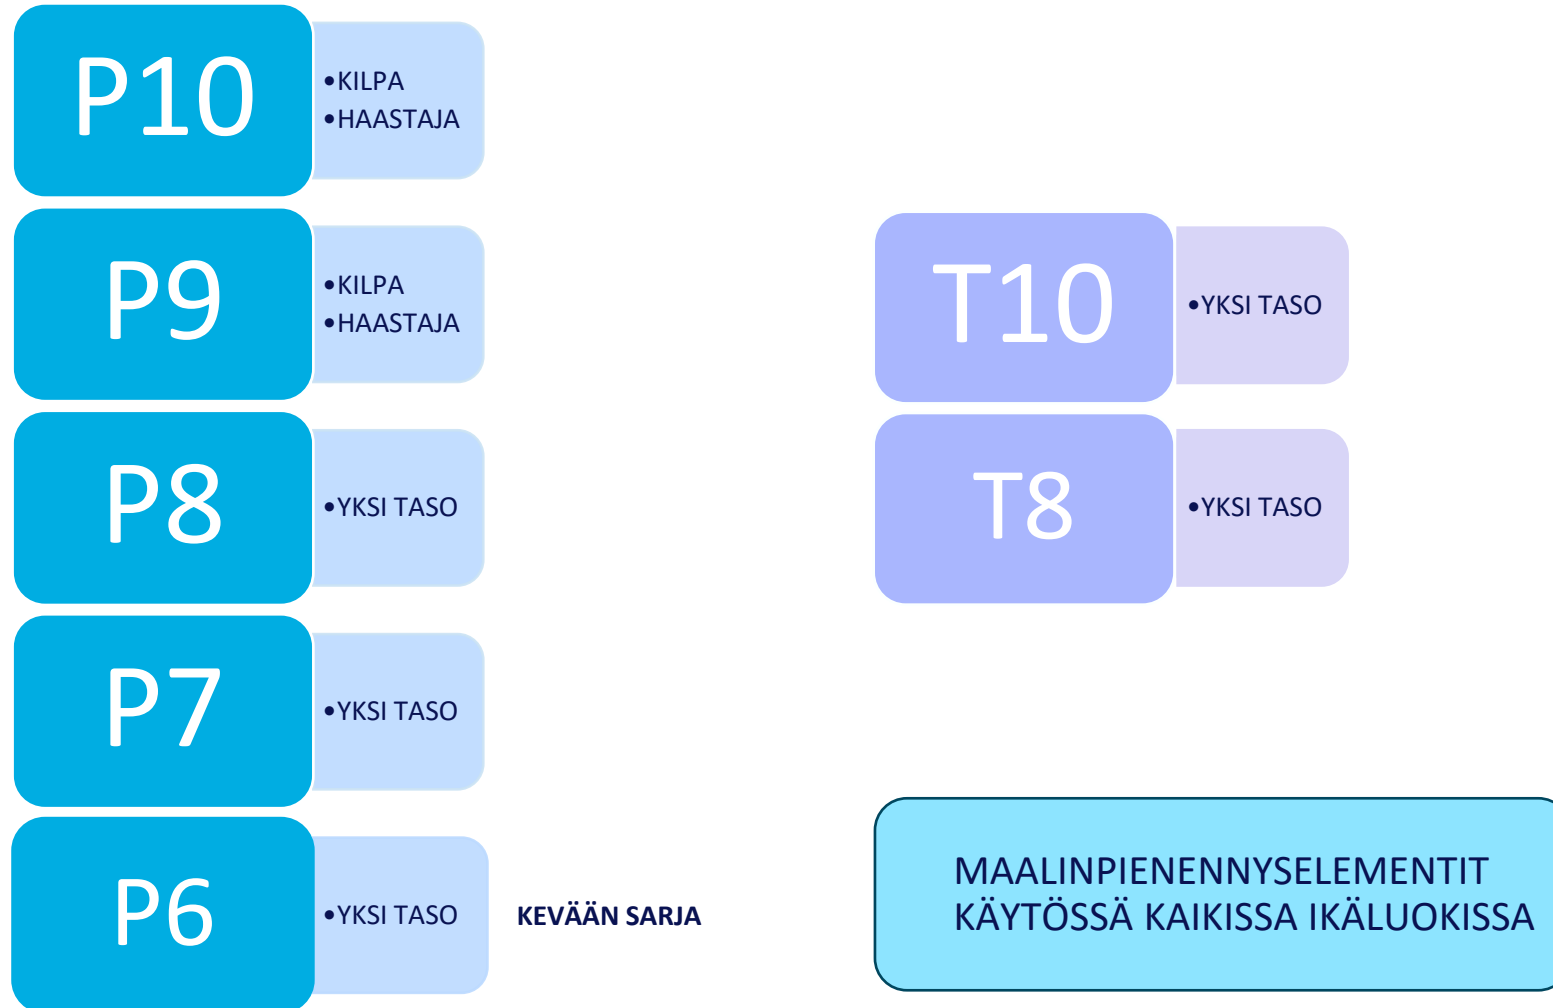 P10
•KILPA
•HAASTAJA
P9
•KILPA
•HAASTAJA
P8
•YKSI TASO
P7
•YKSI TASO
P6
•YKSI TASO
KEVÄÄN SARJA
T10
•YKSI TASO
T8
•YKSI TASO
MAALINPIENENNYSELEMENTIT
KÄYTÖSSÄ KAIKISSA IKÄLUOKISSA